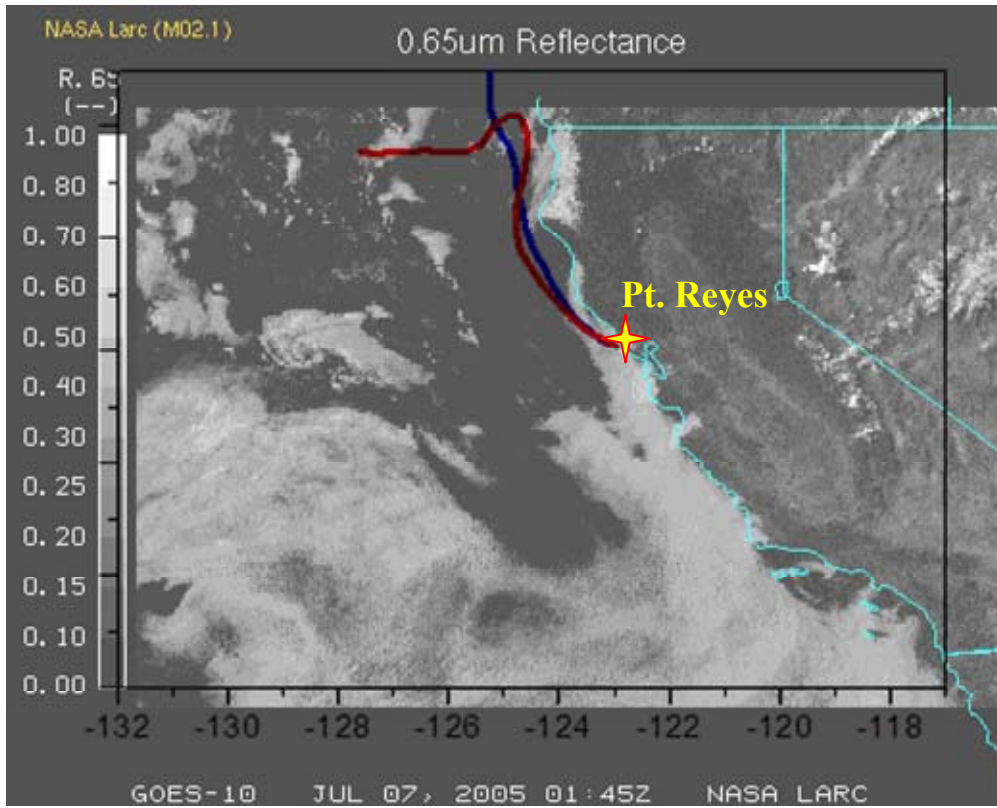 NASA Larc (M02.1)
0.65um Reflectance
R.65
(--)
1.00
0.80
0.70
0.60
0.50
0.40
0.30
0.25
0.20
0.15
0.10
0.00
Pt. Reyes
-132 -130 -128 -126 -124 -122 -120 -118
GOES-10 JUL 07, 2005 01:45Z NASA LARC